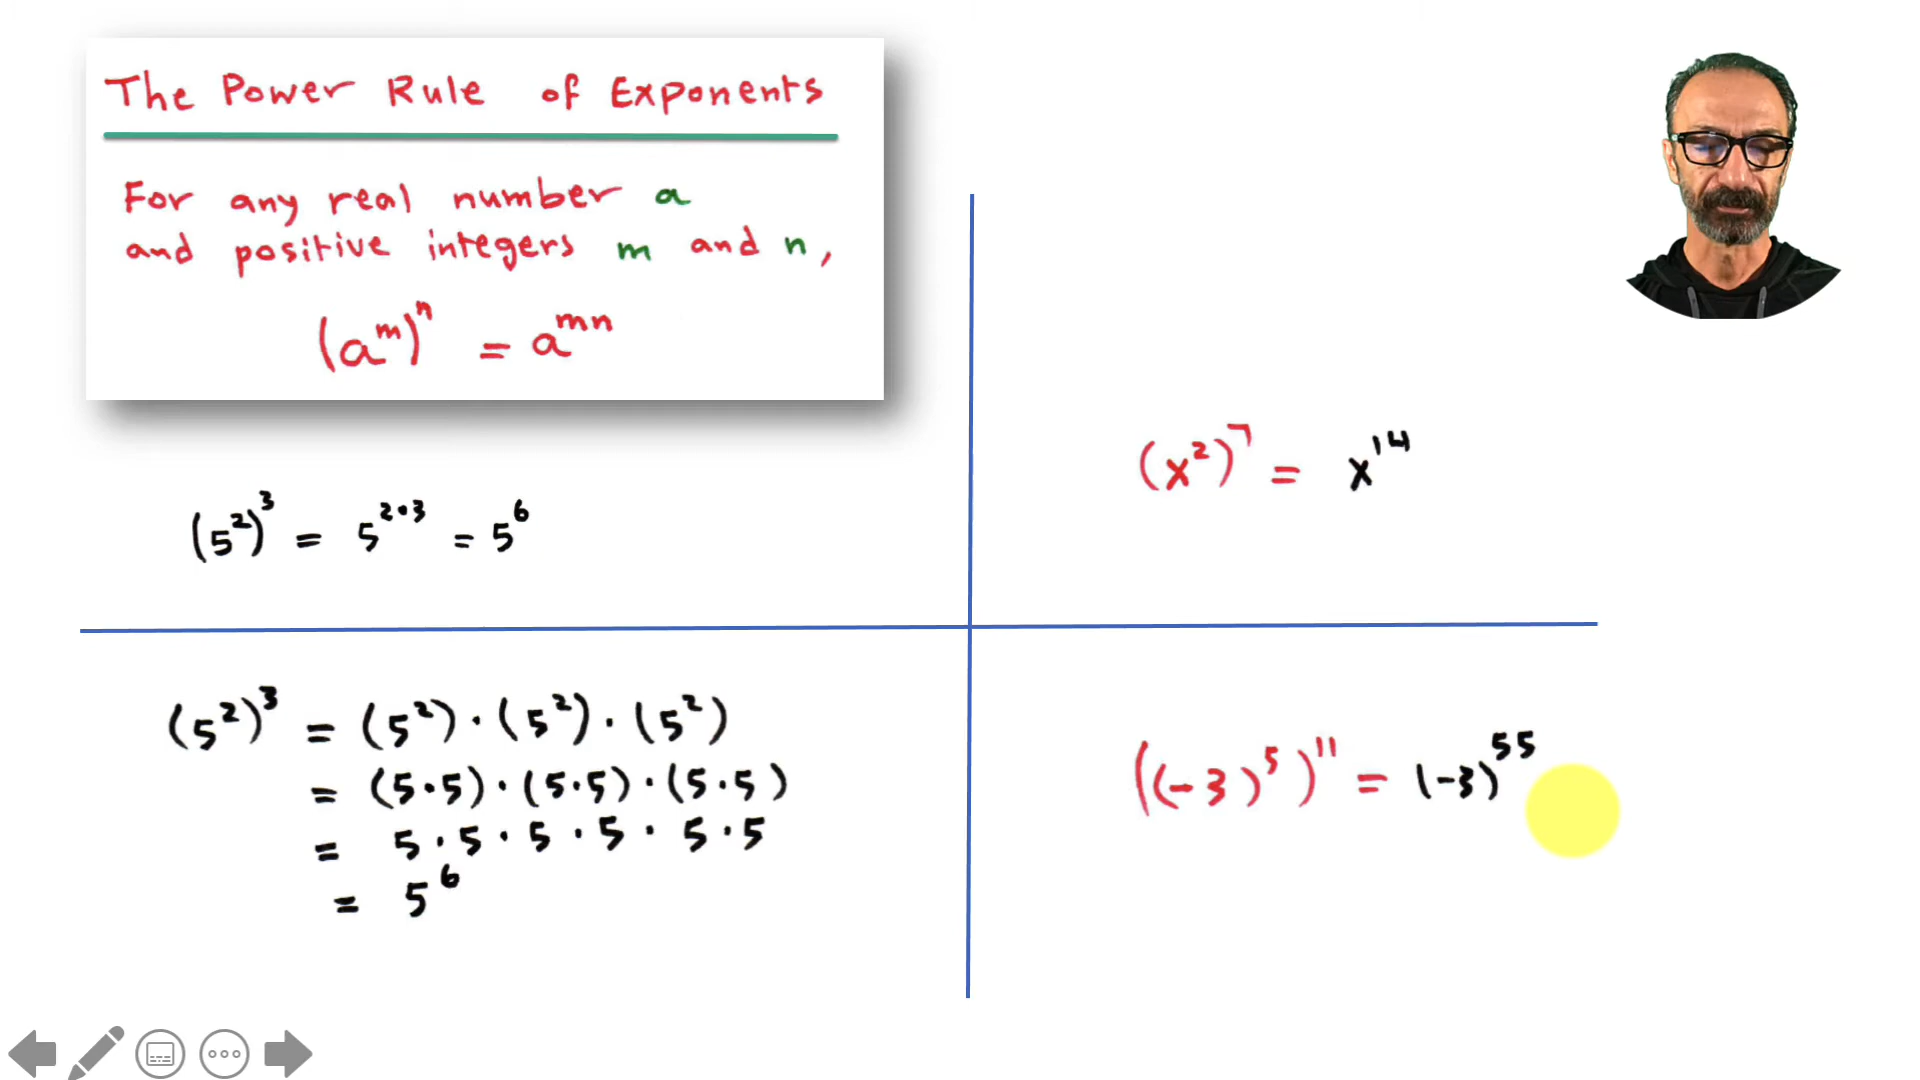 The Power Rule of Exponents
For any real number a
and positive integers m and n,
(a^m)^n = a^mn
(5^2)^3 = 5^2·3 = 5^6
(x^2)^7 = x^14
(5^2)^3 = (5^2)·(5^2)·(5^2)
= (5·5)·(5·5)·(5·5)
= 5·5·5·5·5·5
= 5^6
((-3)^5)^11 = (-3)^55